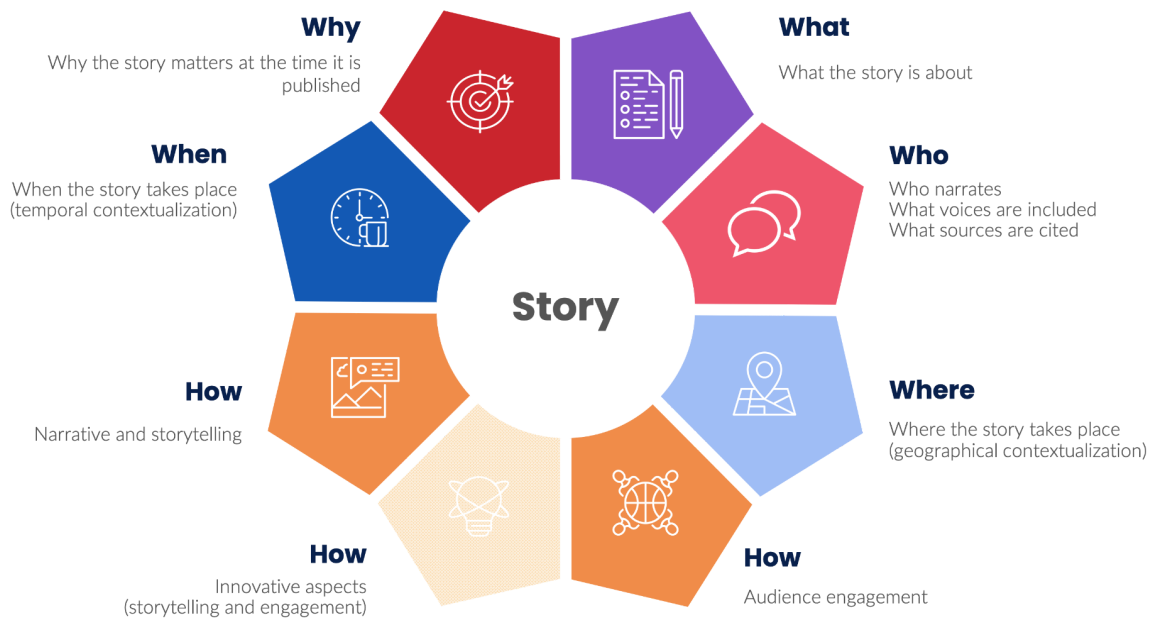 Why
Why the story matters at the time it is
published
What
What the story is about
Who
Who narrates
What voices are included
What sources are cited
When
When the story takes place
(temporal contextualization)
Story
How
Narrative and storytelling
Where
Where the story takes place
(geographical contextualization)
How
Innovative aspects
(storytelling and engagement)
How
Audience engagement